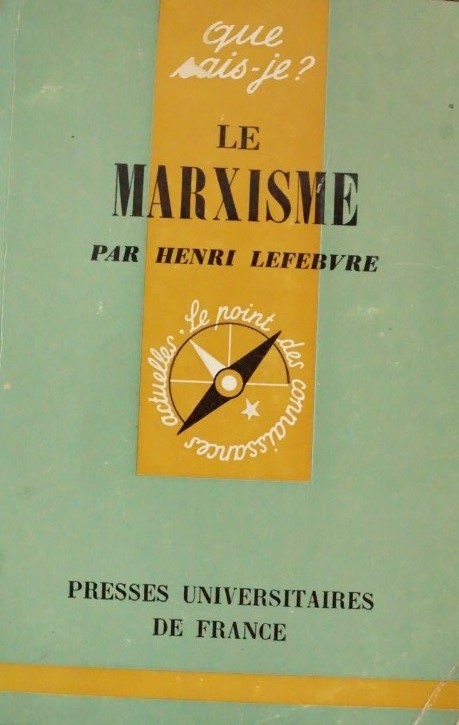 que
sais-je?
LE
MARXISME
PAR HENRI LEFEBVRE
Le point des connaissances actuelles.
PRESSES UNIVERSITAIRES
DE FRANCE